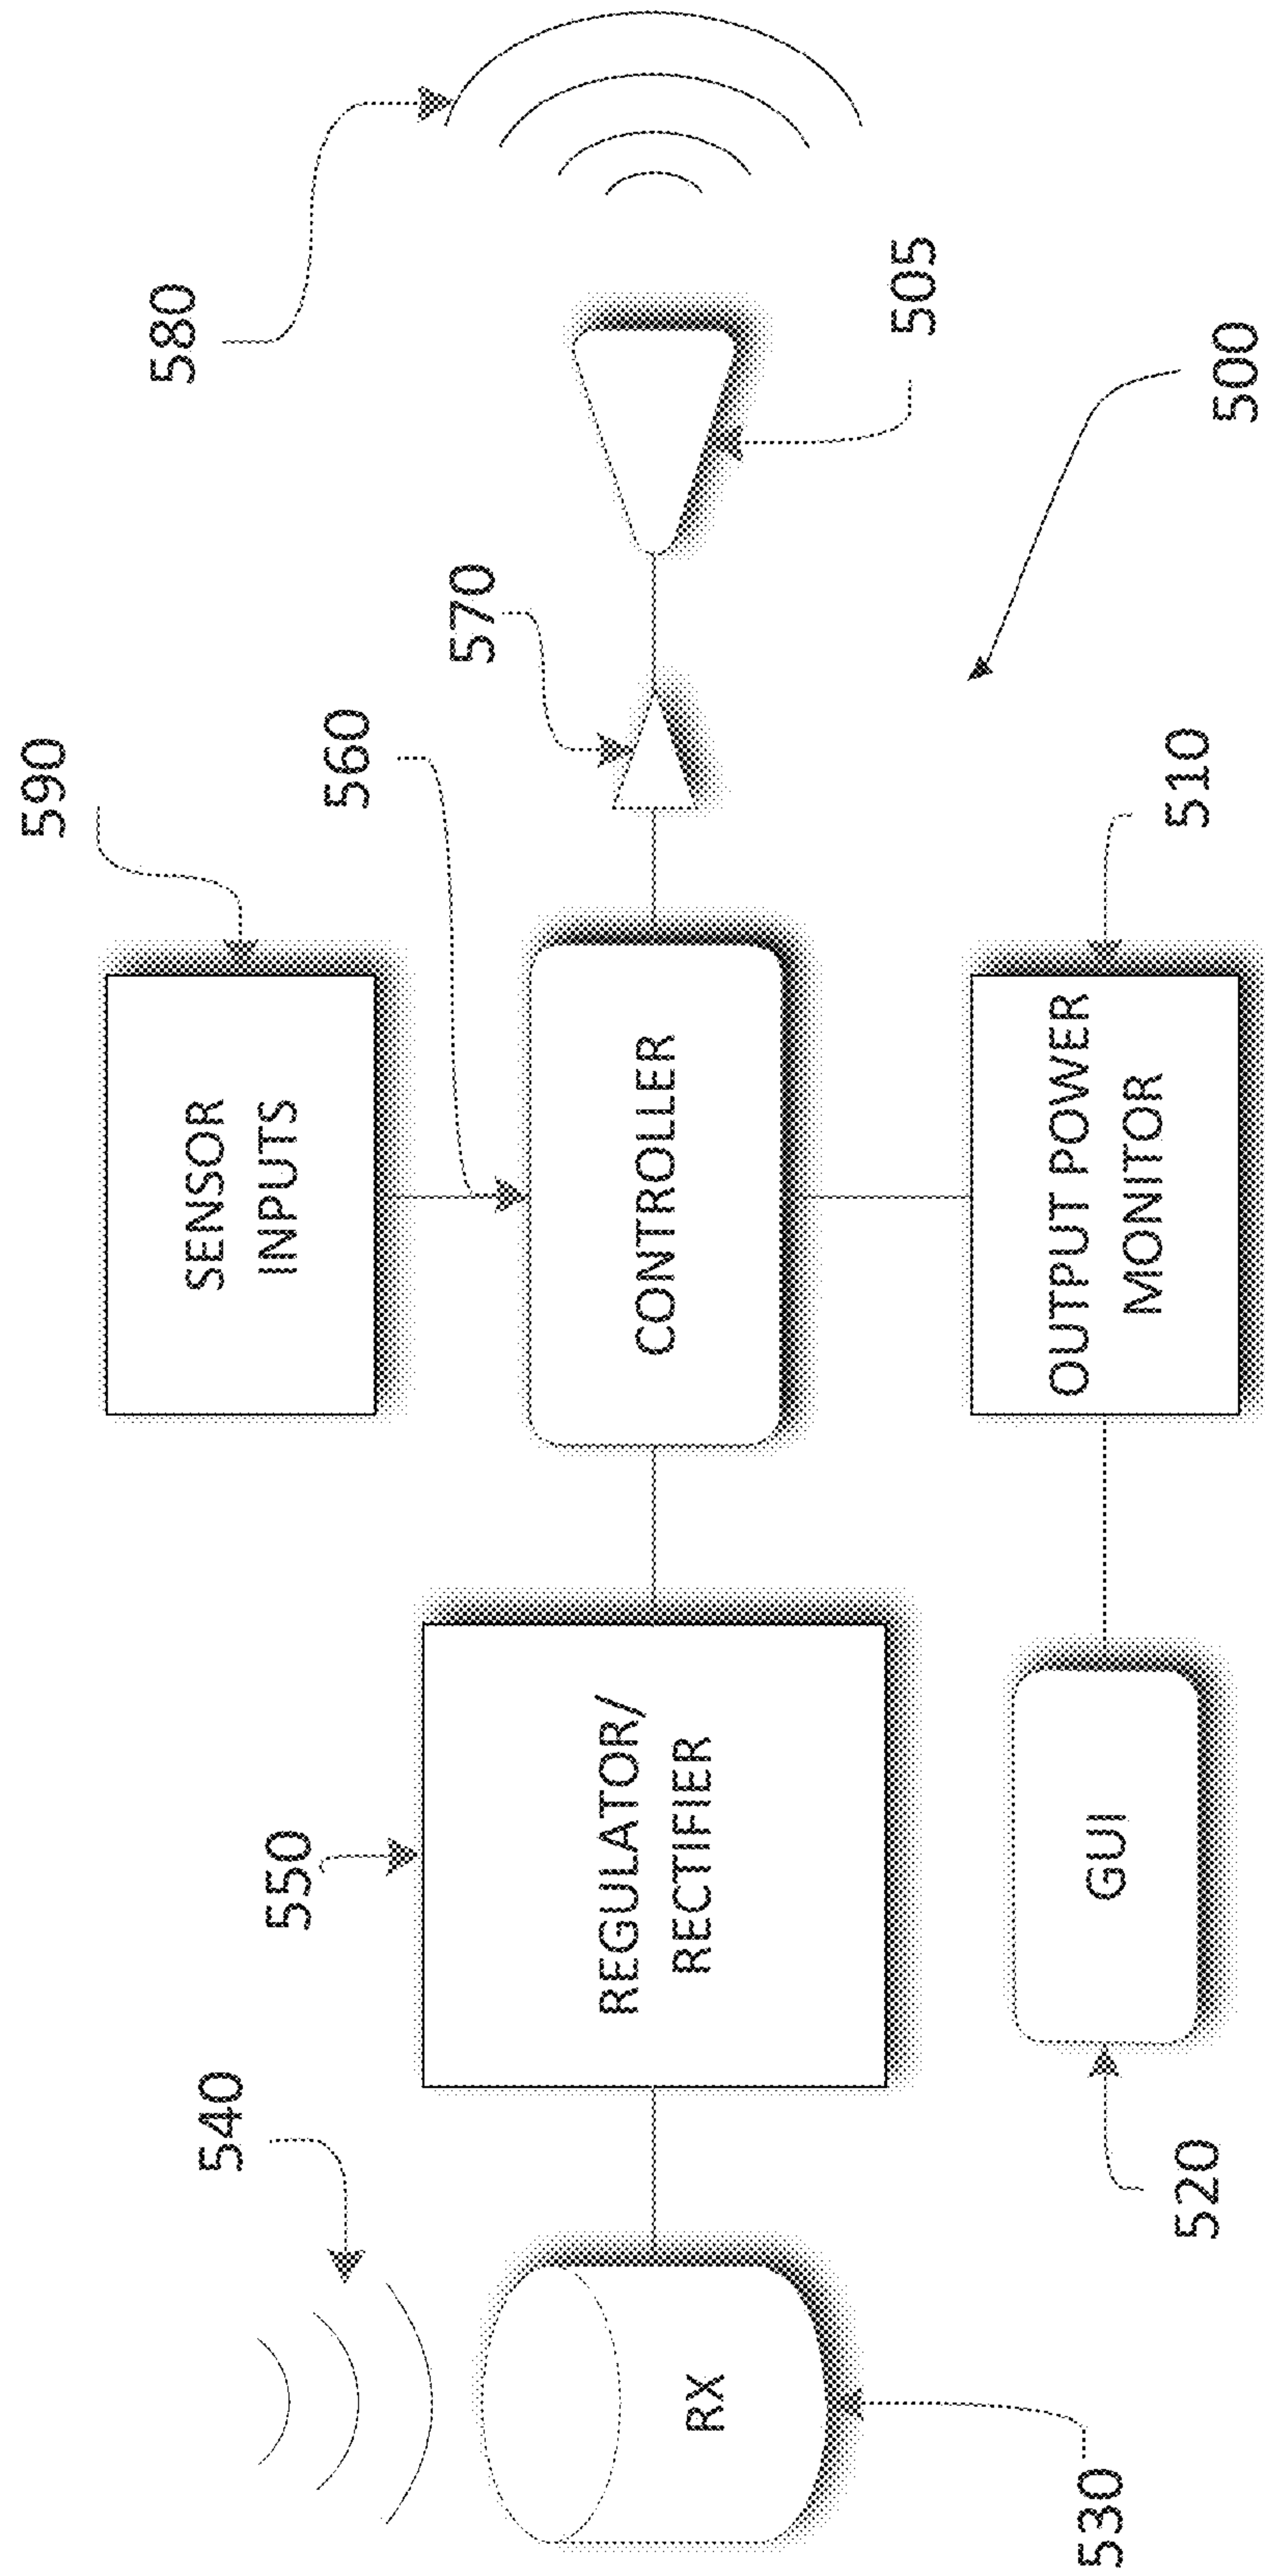 590
580
540
SENSOR
INPUTS
550
560
570
RX
REGULATOR/
RECTIFIER
CONTROLLER
505
530
GUI
OUTPUT POWER
MONITOR
520
510
500